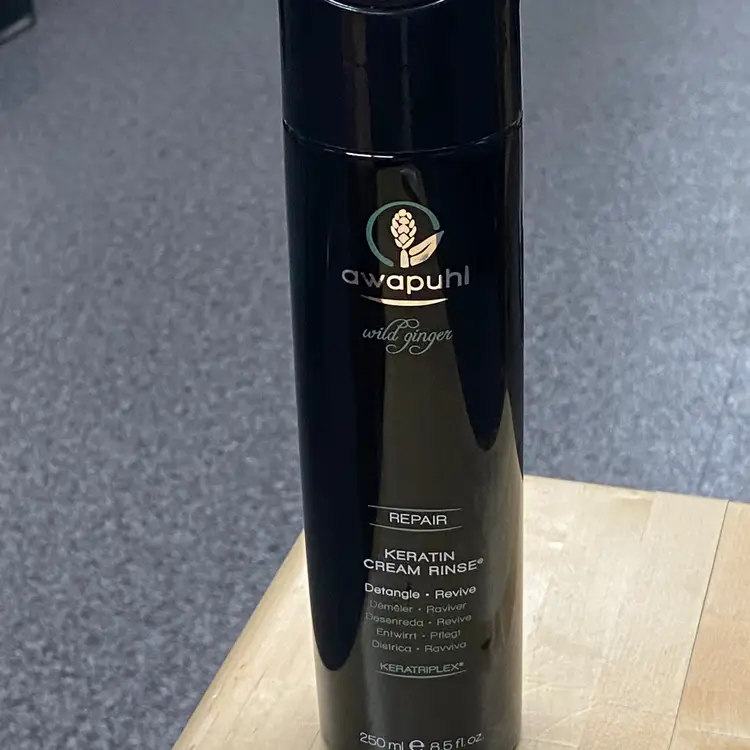 awapuhi
wild ginger
REPAIR
KERATIN
CREAM RINSE®
Detangle • Revive
Démêler • Raviver
Desenreda • Revive
Entwirrt • Pflegt
Districa • Ravviva
KERATRIPLEX®
250 ml e 8.5 fl. oz.